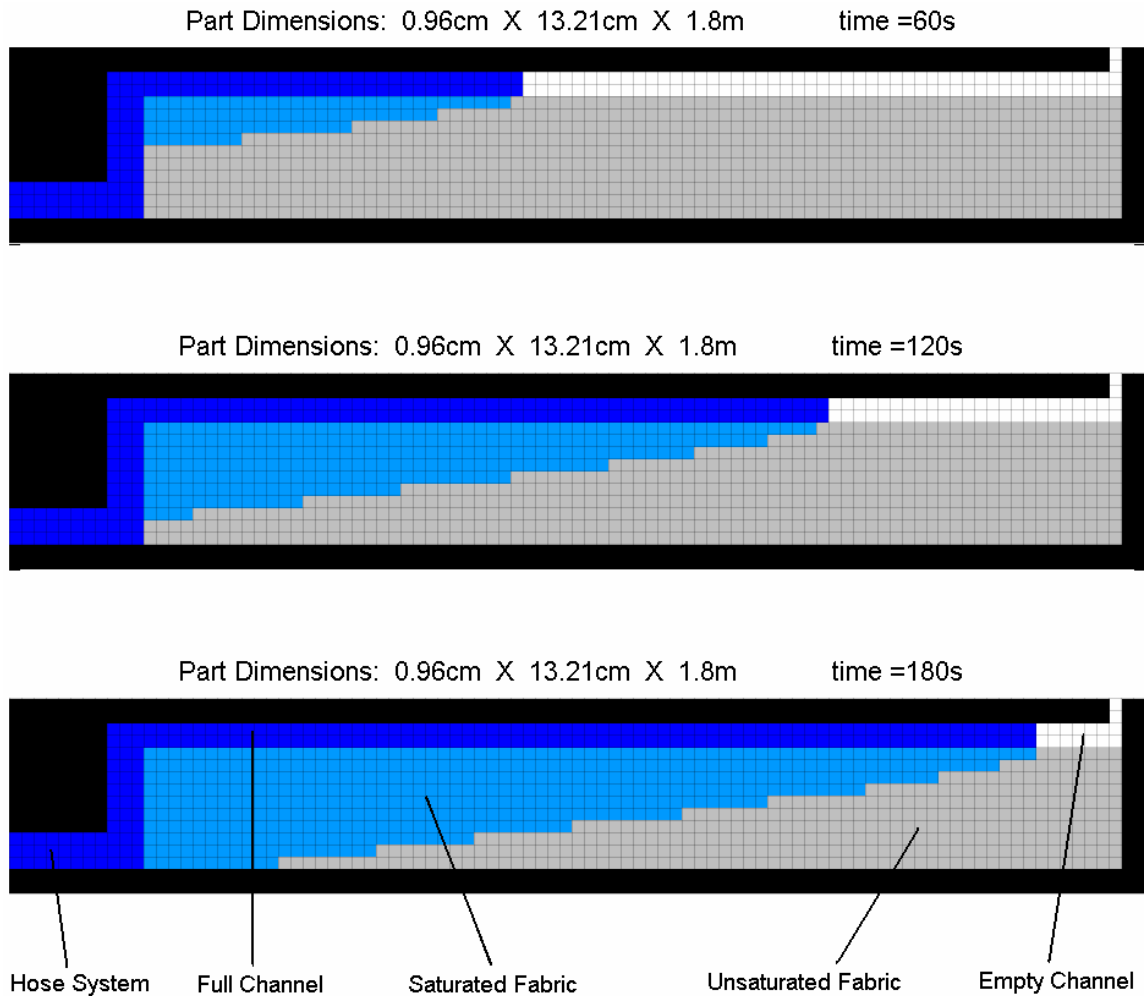 Part Dimensions: 0.96cm X 13.21cm X 1.8m time =60s
Part Dimensions: 0.96cm X 13.21cm X 1.8m time =120s
Part Dimensions: 0.96cm X 13.21cm X 1.8m time =180s
Hose System Full Channel Saturated Fabric Unsaturated Fabric Empty Channel